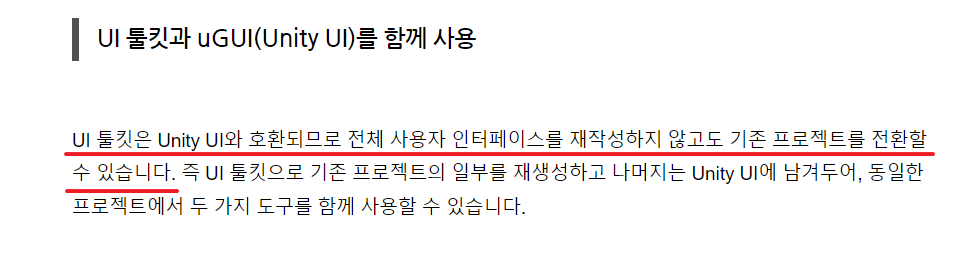 UI 툴킷과 uGUI(Unity UI)를 함께 사용
UI 툴킷은 Unity UI와 호환되므로 전체 사용자 인터페이스를 재작성하지 않고도 기존 프로젝트를 전환할
수 있습니다. 즉 UI 툴킷으로 기존 프로젝트의 일부를 재생성하고 나머지는 Unity UI에 남겨두어, 동일한
프로젝트에서 두 가지 도구를 함께 사용할 수 있습니다.